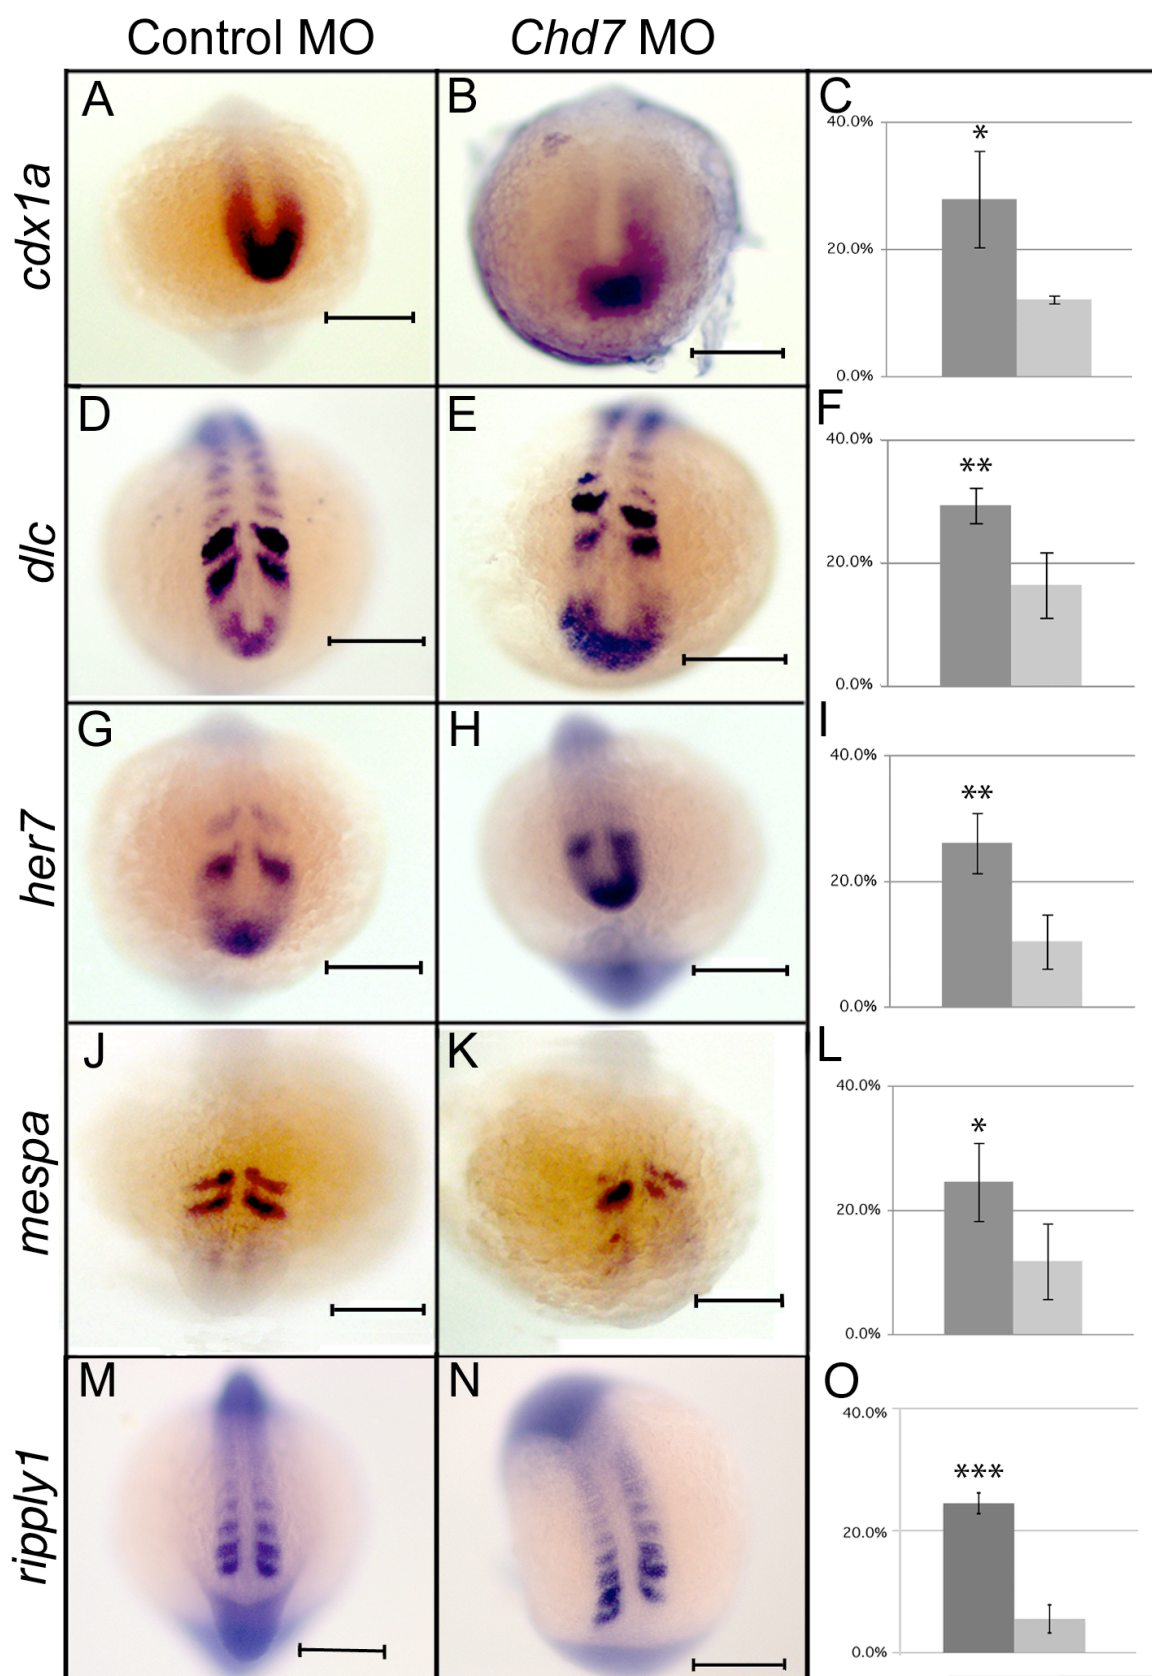 Control MO
Chd7 MO
cdx1a
A
B
C
40.0%
*
20.0%
0.0%
dlc
D
E
F
40.0%
**
20.0%
0.0%
her7
G
H
I
40.0%
**
20.0%
0.0%
mespa
J
K
L
40.0%
*
20.0%
0.0%
ripply1
M
N
O
40.0%
***
20.0%
0.0%